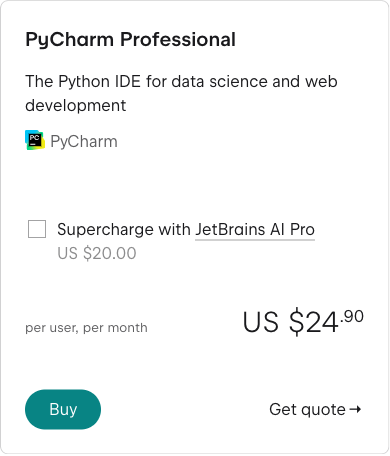 PyCharm Professional
The Python IDE for data science and web
development
PC
PyCharm
Supercharge with JetBrains AI Pro
US $20.00
per user, per month
US $24.90
Buy
Get quote➞